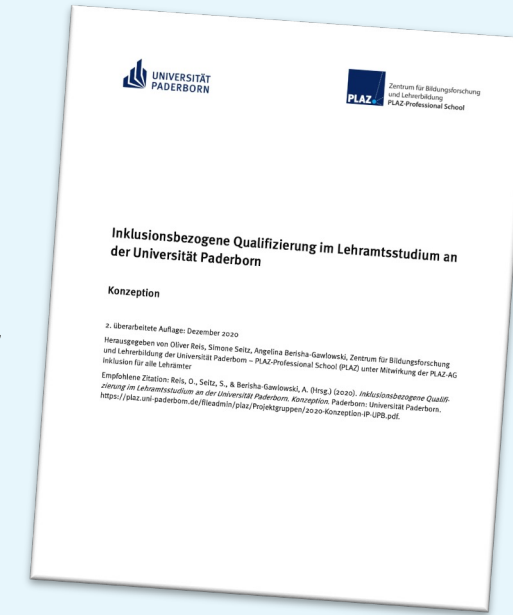 UNIVERSITÄT
PADERBORN
PLAZ
Zentrum für Bildungsforschung
und Lehrerbildung
PLAZ-Professional School
Inklusionsbezogene Qualifizierung im Lehramtsstudium an
der Universität Paderborn
Konzeption
2. überarbeitete Auflage: Dezember 2020
Herausgegeben von Oliver Reis, Simone Seitz, Angelina Berisha-Gawlowski, Zentrum für Bildungsforschung
und Lehrerbildung der Universität Paderborn – PLAZ-Professional School (PLAZ) unter Mitwirkung der PLAZ-AG
Inklusion für alle Lehrämter
Empfohlene Zitation: Reis, O., Seitz, S., & Berisha-Gawlowski, A. (Hrsg.) (2020). Inklusionsbezogene Qualifi-
zierung im Lehramtsstudium an der Universität Paderborn. Konzeption. Paderborn: Universität Paderborn.
https://plaz.uni-paderborn.de/fileadmin/plaz/Projektgruppen/2020-Konzeption-IP-UPB.pdf.